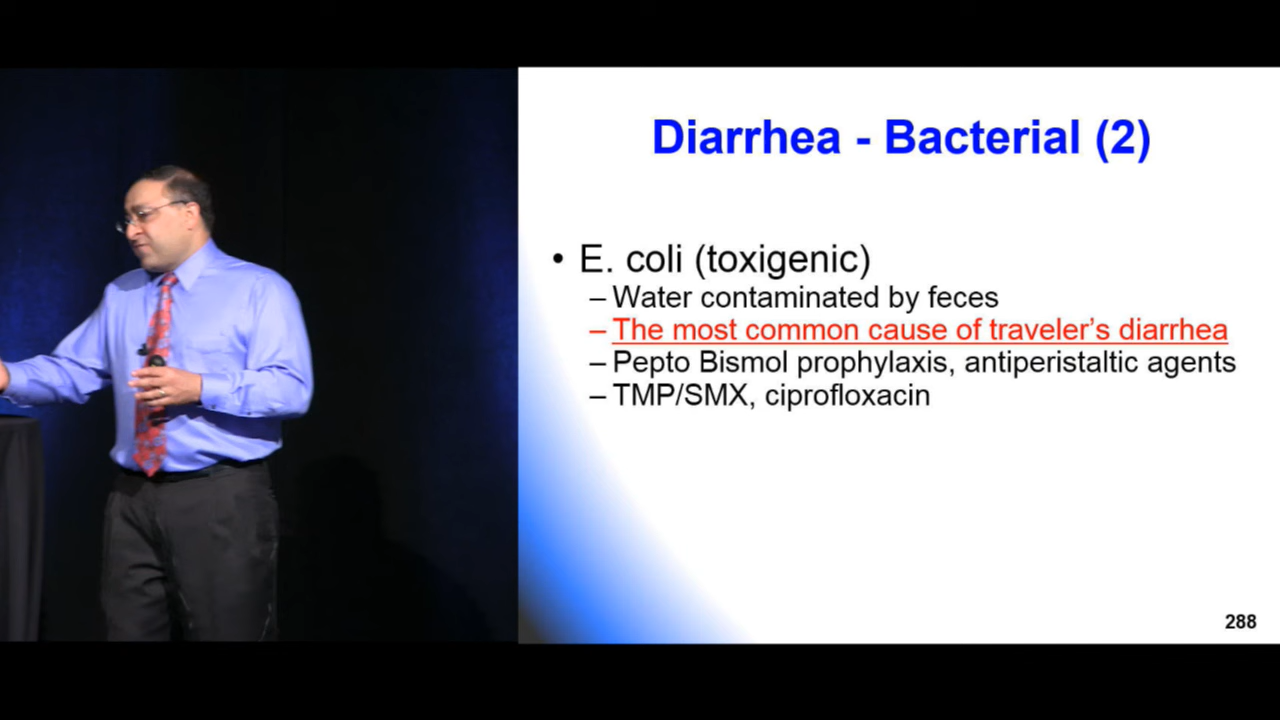 Diarrhea - Bacterial (2)
• E. coli (toxigenic)
– Water contaminated by feces
– The most common cause of traveler’s diarrhea
– Pepto Bismol prophylaxis, antiperistaltic agents
– TMP/SMX, ciprofloxacin
288